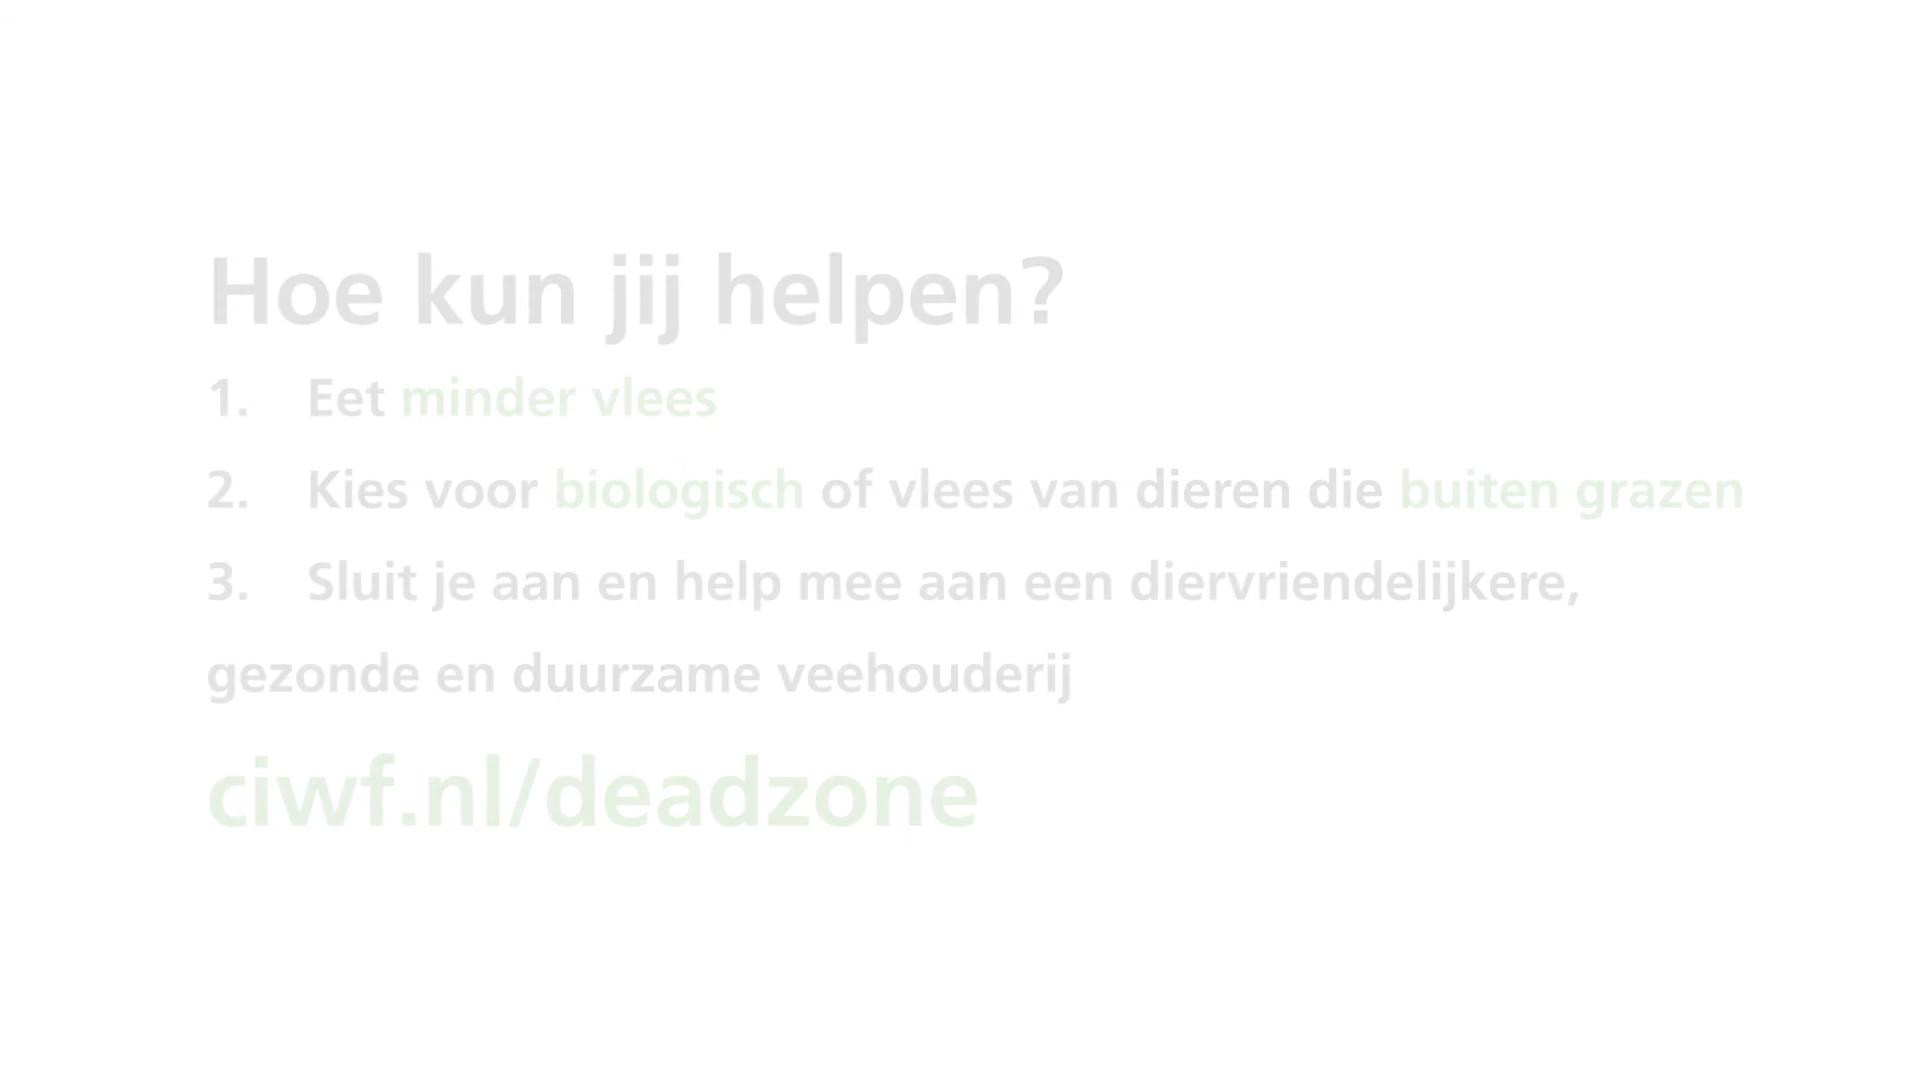 Hoe kun jij helpen?
1. Eet minder vlees
2. Kies voor biologisch of vlees van dieren die buiten grazen
3. Sluit je aan en help mee aan een diervriendelijkere,
gezonde en duurzame veehouderij
ciwf.nl/deadzone